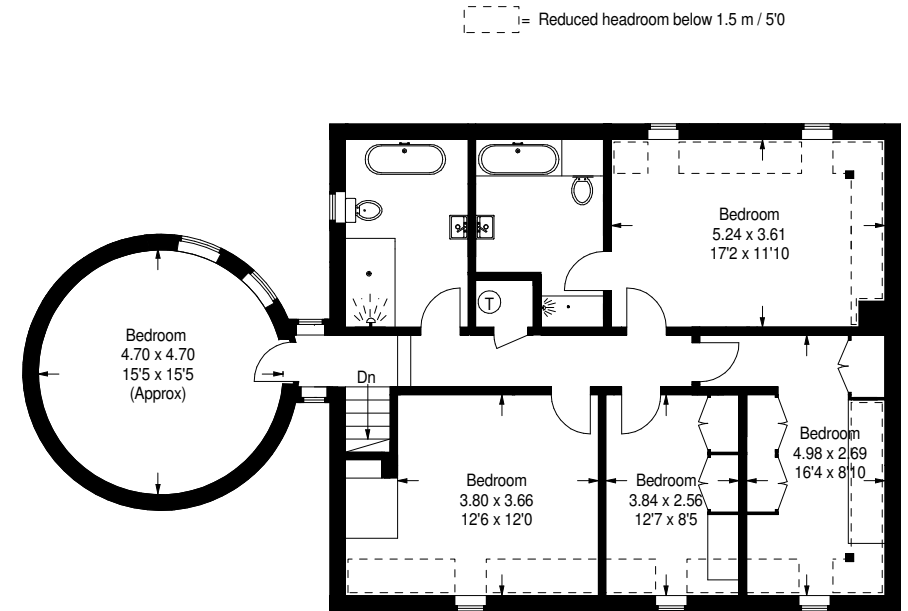 = Reduced headroom below 1.5 m / 5'0
Bedroom
5.24 x 3.61
17'2 x 11'10
T
Bedroom
4.70 x 4.70
15'5 x 15'5
(Approx)
Dn
Bedroom
3.80 x 3.66
12'6 x 12'0
Bedroom
3.84 x 2.56
12'7 x 8'5
Bedroom
4.98 x 2.69
16'4 x 8'10